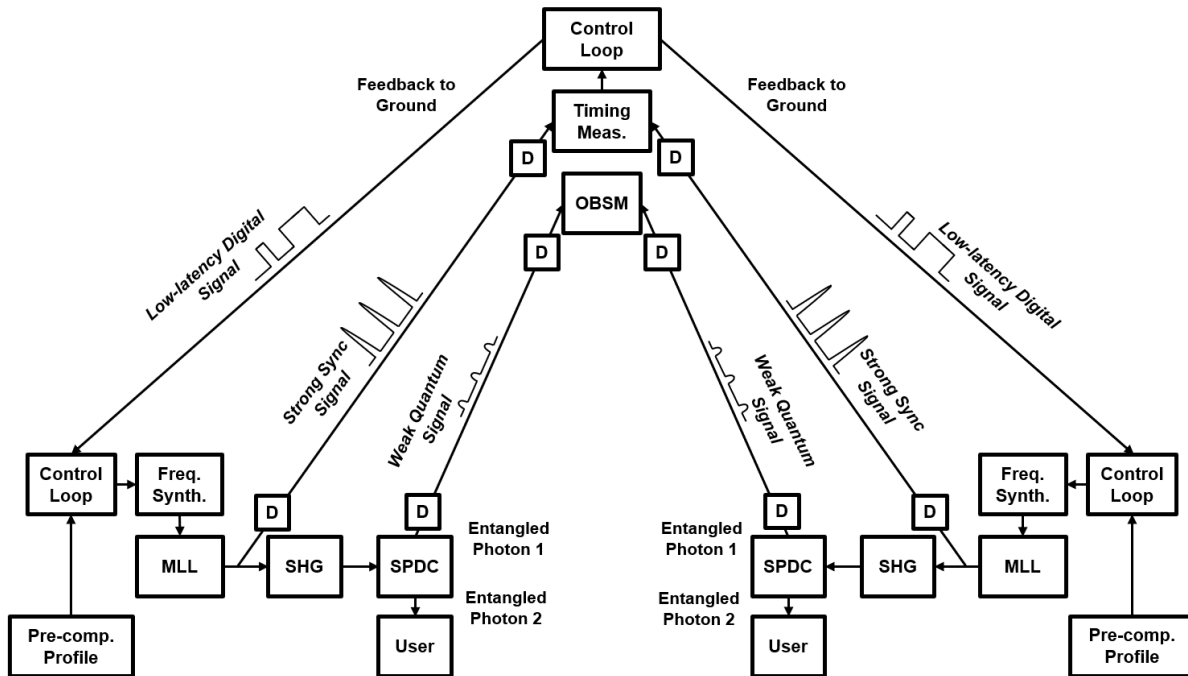 Control
Loop
Feedback to
Ground
Feedback to
Ground
Timing
Meas.
D
D
OBSM
D
D
Low-latency Digital
Signal
Strong Sync
Signal
Weak Quantum
Signal
Weak Quantum
Signal
Strong Sync
Signal
Low-latency Digital
Signal
Control
Loop
Freq.
Synth.
D
D
Entangled
Photon 1
MLL
SHG
SPDC
Entangled
Photon 2
User
Pre-comp.
Profile
Entangled
Photon 1
D
D
Freq.
Synth.
Control
Loop
SPDC
SHG
MLL
Entangled
Photon 2
User
Pre-comp.
Profile